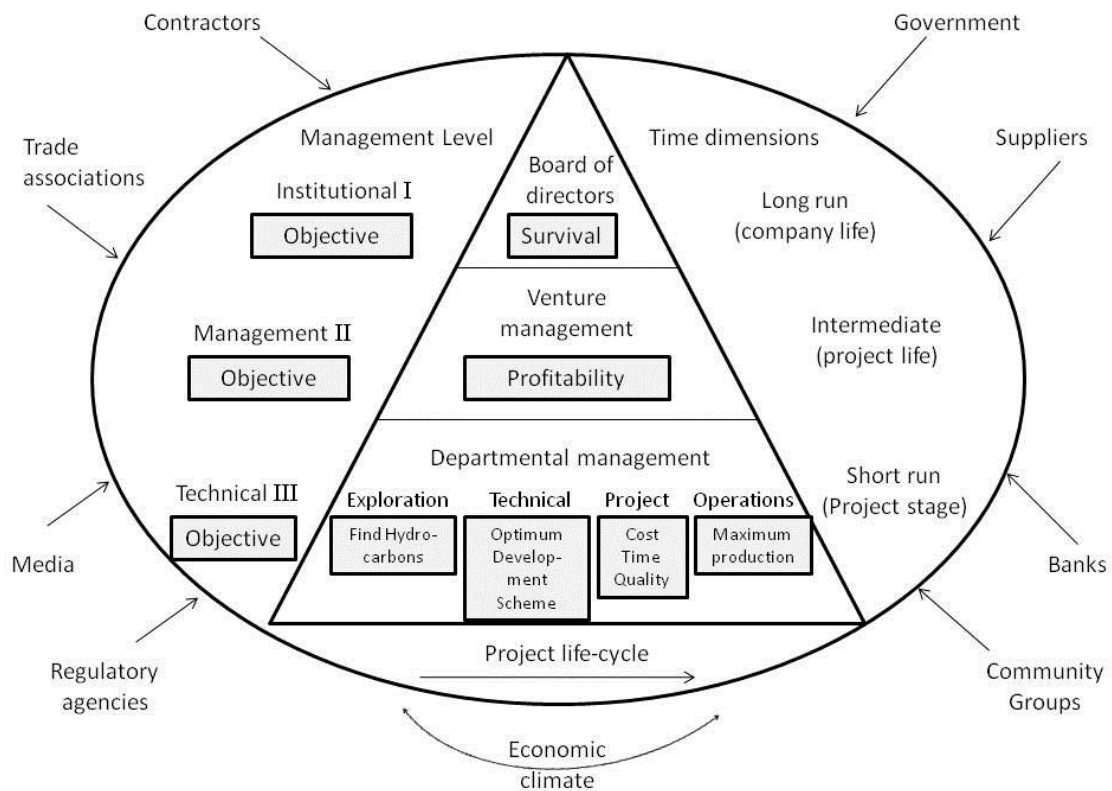 Contractors
Government
Trade
associations
Suppliers
Management Level
Time dimensions
Board of
directors
Institutional I
Objective
Survival
Long run
(company life)
Venture
management
Management II
Objective
Profitability
Intermediate
(project life)
Departmental management
Technical III
Objective
Exploration
Find Hydro-
carbons
Technical
Optimum
Develop-
ment
Scheme
Project
Cost
Time
Quality
Operations
Maximum
production
Short run
(Project stage)
Media
Banks
Regulatory
agencies
Project life-cycle
Community
Groups
Economic
climate